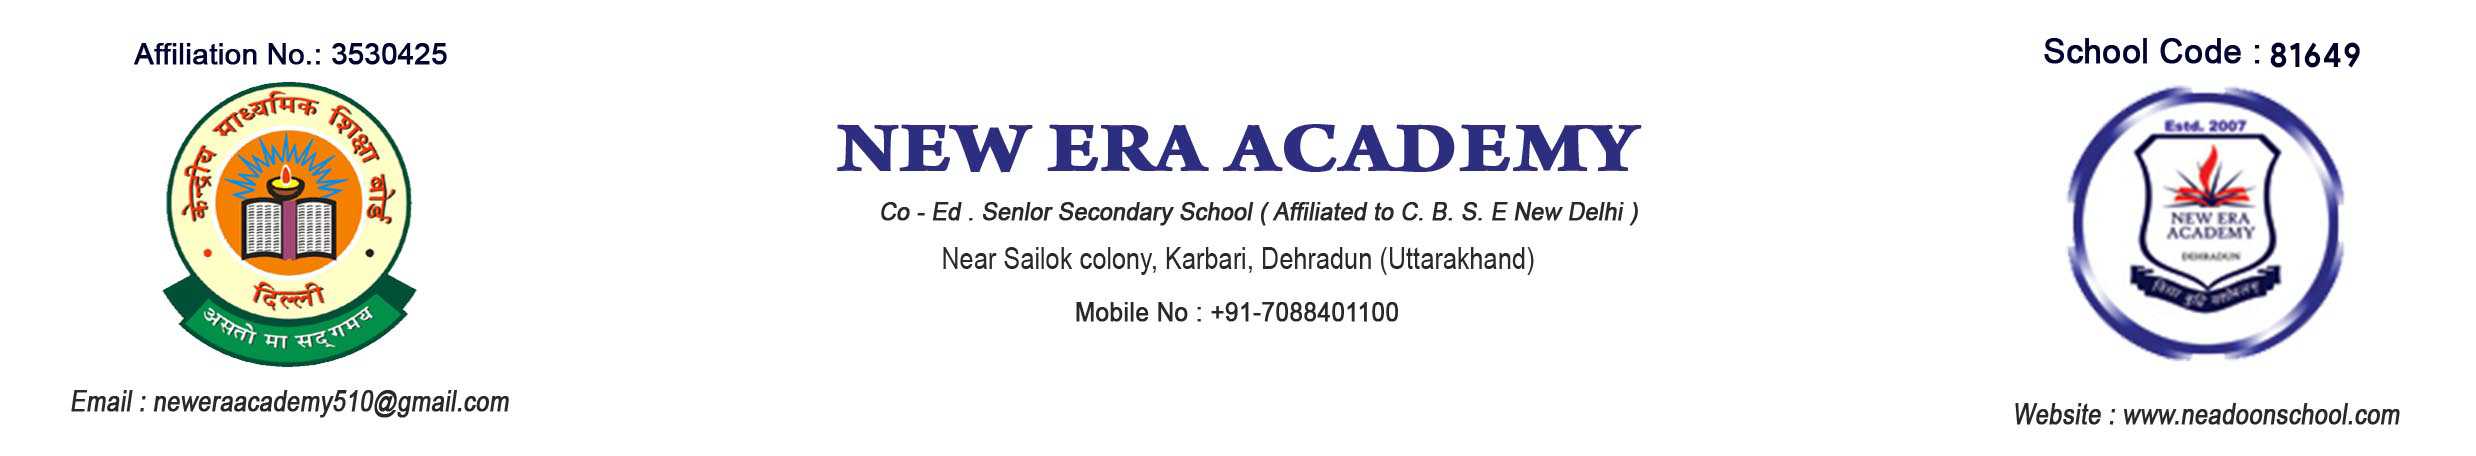 Affiliation No.: 3530425
केन्द्रीय माध्यमिक शिक्षा बोर्ड
दिल्ली
असतो मा सद्गमय
Email : neweraacademy510@gmail.com
NEW ERA ACADEMY
Co - Ed . Senlor Secondary School ( Affiliated to C. B. S. E New Delhi )
Near Sailok colony, Karbari, Dehradun (Uttarakhand)
Mobile No : +91-7088401100
School Code : 81649
Estd. 2007
NEW ERA
ACADEMY
DEHRADUN
Website : www.neadoonschool.com